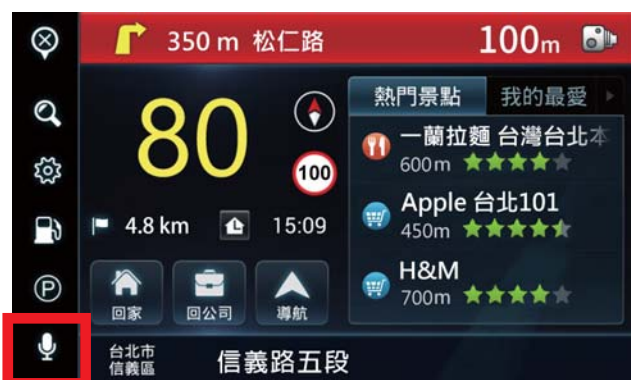 350 m 松仁路
100m
80
100
4.8 km
15:09
回家
回公司
導航
熱門景點
我的最愛
一蘭拉麵 台灣台北本
600m
Apple 台北101
450m
H&M
700m
P
台北市
信義區
信義路五段